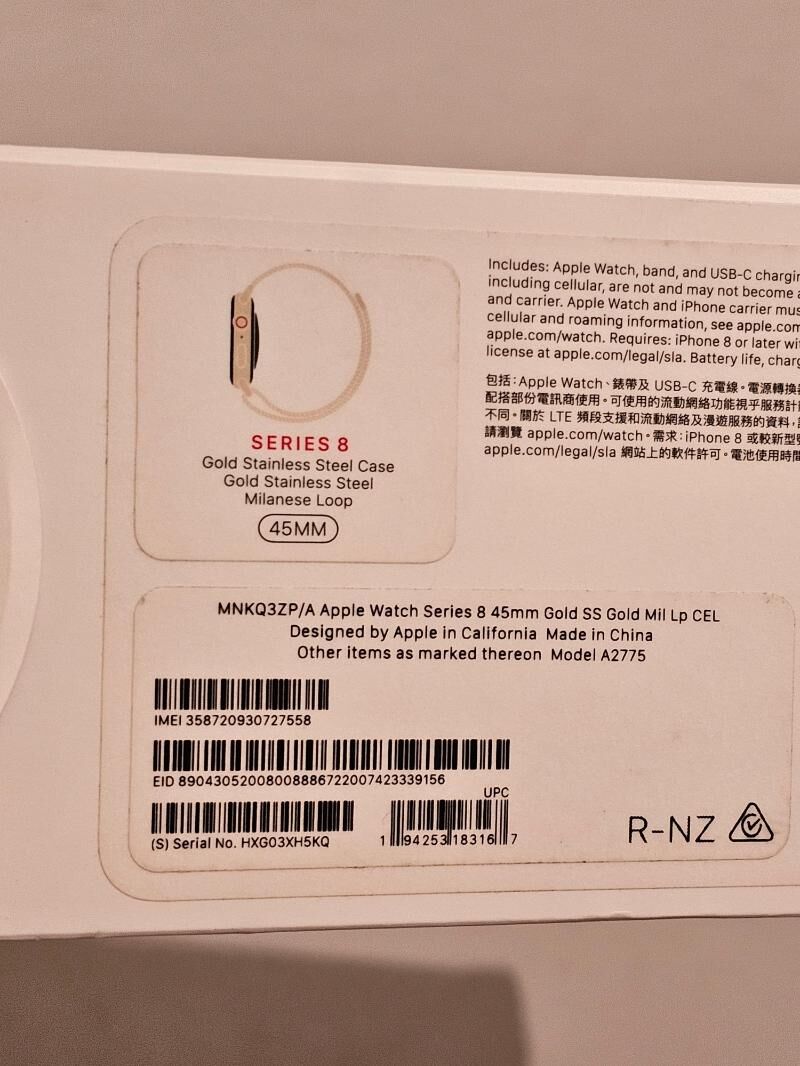 SERIES 8
Gold Stainless Steel Case
Gold Stainless Steel
Milanese Loop
45MM
Includes: Apple Watch, band, and USB-C chargin
including cellular, are not and may not become a
and carrier. Apple Watch and iPhone carrier mus
cellular and roaming information, see apple.com
apple.com/watch. Requires: iPhone 8 or later wi
license at apple.com/legal/sla. Battery life, charg
包括：Apple Watch、錶帶及 USB-C 充電線。電源轉換
配搭部份電訊商使用。可使用的流動網絡功能視乎服務計
不同。關於 LTE 頻段支援和流動網絡及漫遊服務的資料，
請瀏覽 apple.com/watch。需求：iPhone 8 或較新型
apple.com/legal/sla 網站上的軟件許可。電池使用時間
MNKQ3ZP/A Apple Watch Series 8 45mm Gold SS Gold Mil Lp CEL
Designed by Apple in California Made in China
Other items as marked thereon Model A2775
IMEI 358720930727558
EID 89043052008008886722007423339156
UPC
(S) Serial No. HXG03XH5KQ
1 94253 18316 7
R-NZ